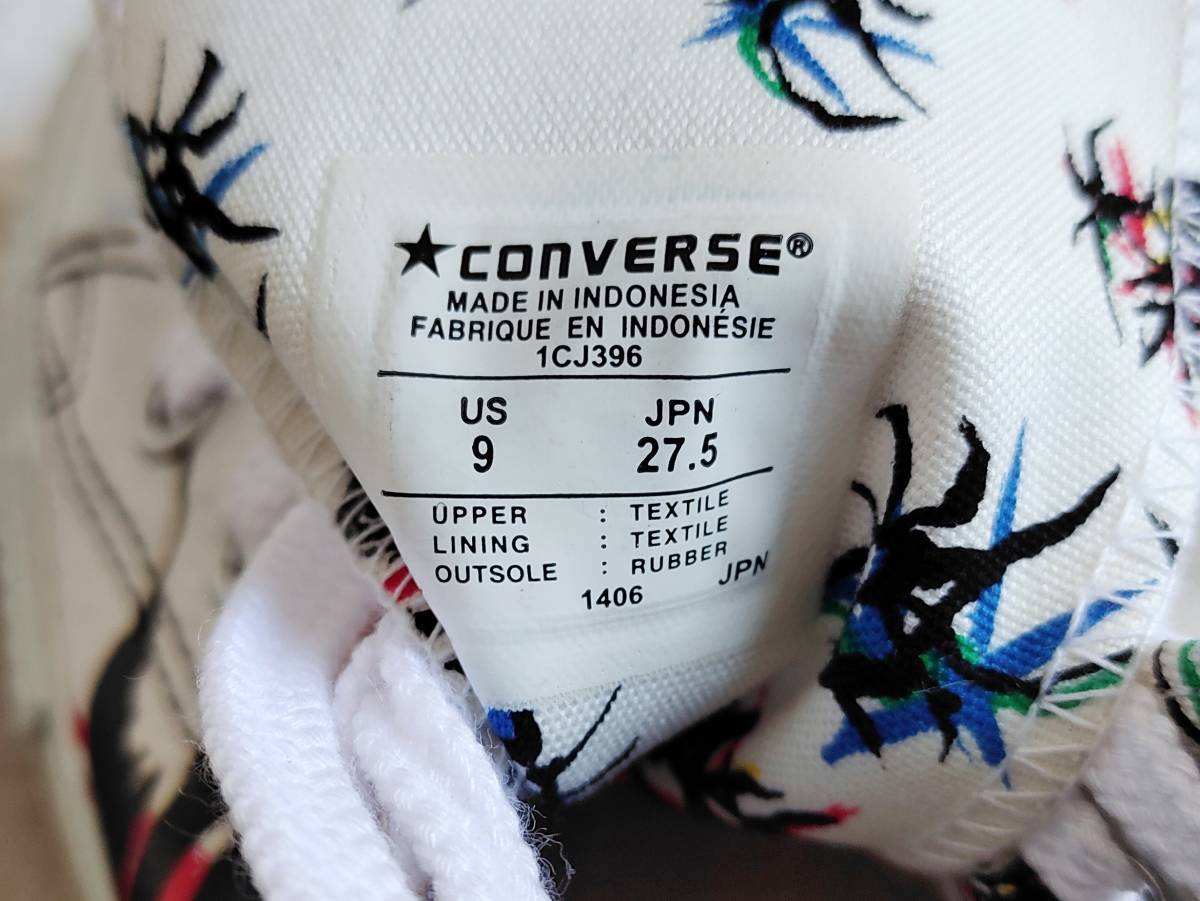 ★CONVERSE®
MADE IN INDONESIA
FABRIQUE EN INDONÉSIE
1CJ396
US JPN
9 27.5
UPPER : TEXTILE
LINING : TEXTILE
OUTSOLE : RUBBER
1406 JPN